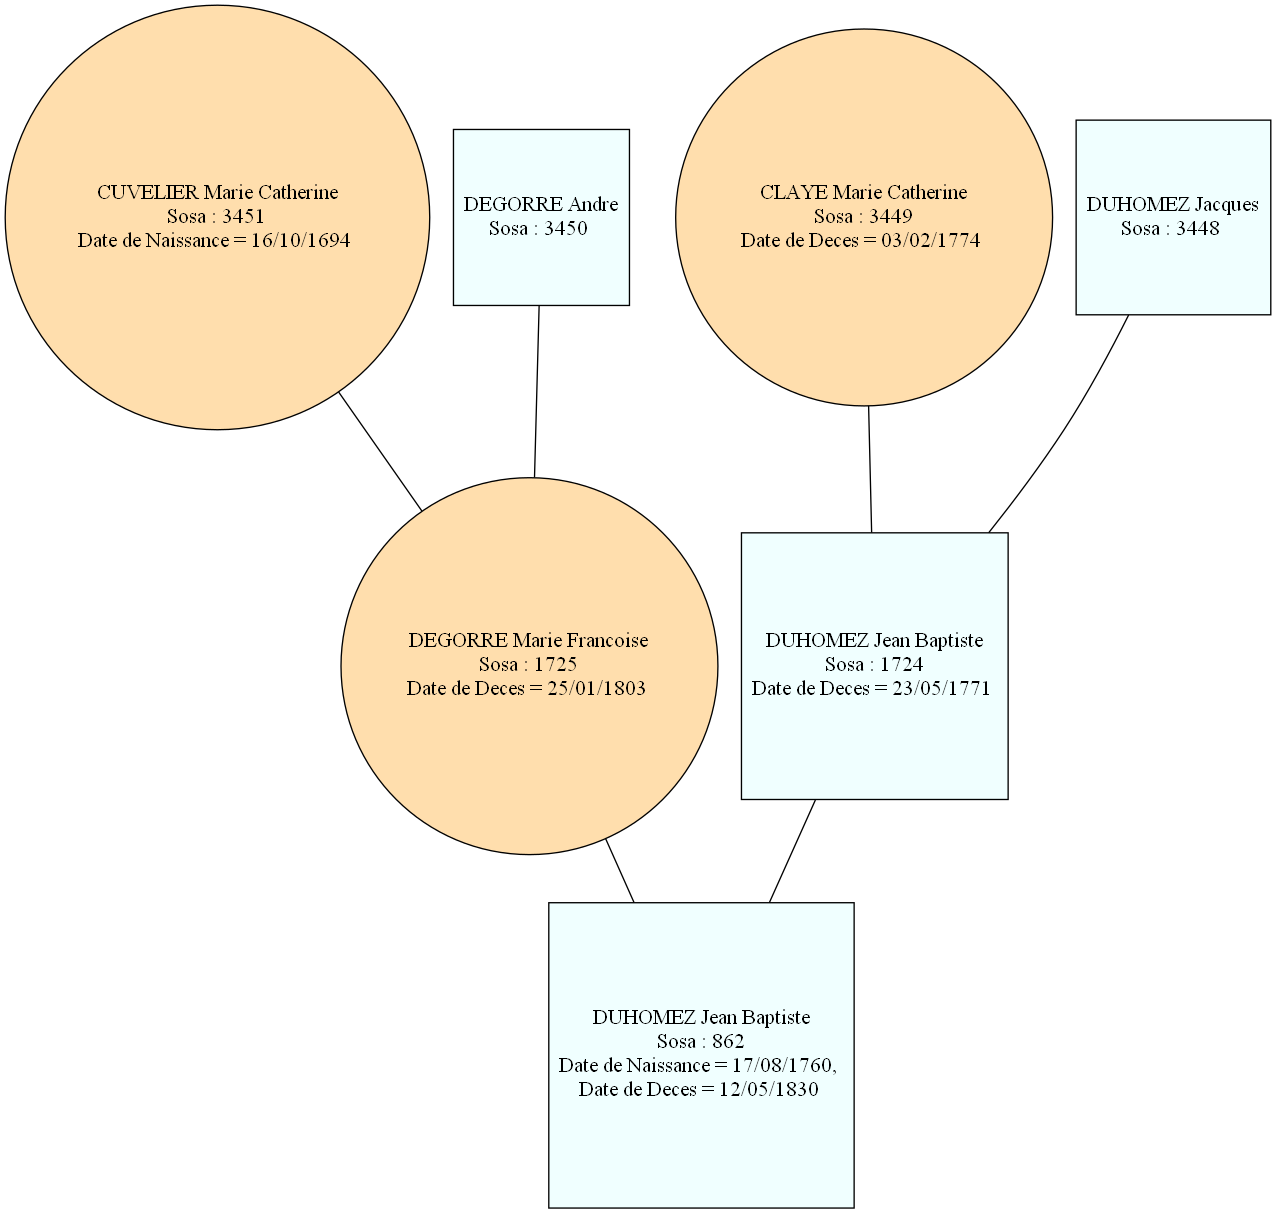 CUVELIER Marie Catherine
Sosa : 3451
Date de Naissance = 16/10/1694
DEGORRE Andre
Sosa : 3450
CLAYE Marie Catherine
Sosa : 3449
Date de Deces = 03/02/1774
DUHOMEZ Jacques
Sosa : 3448
DEGORRE Marie Francoise
Sosa : 1725
Date de Deces = 25/01/1803
DUHOMEZ Jean Baptiste
Sosa : 1724
Date de Deces = 23/05/1771
DUHOMEZ Jean Baptiste
Sosa : 862
Date de Naissance = 17/08/1760,
Date de Deces = 12/05/1830